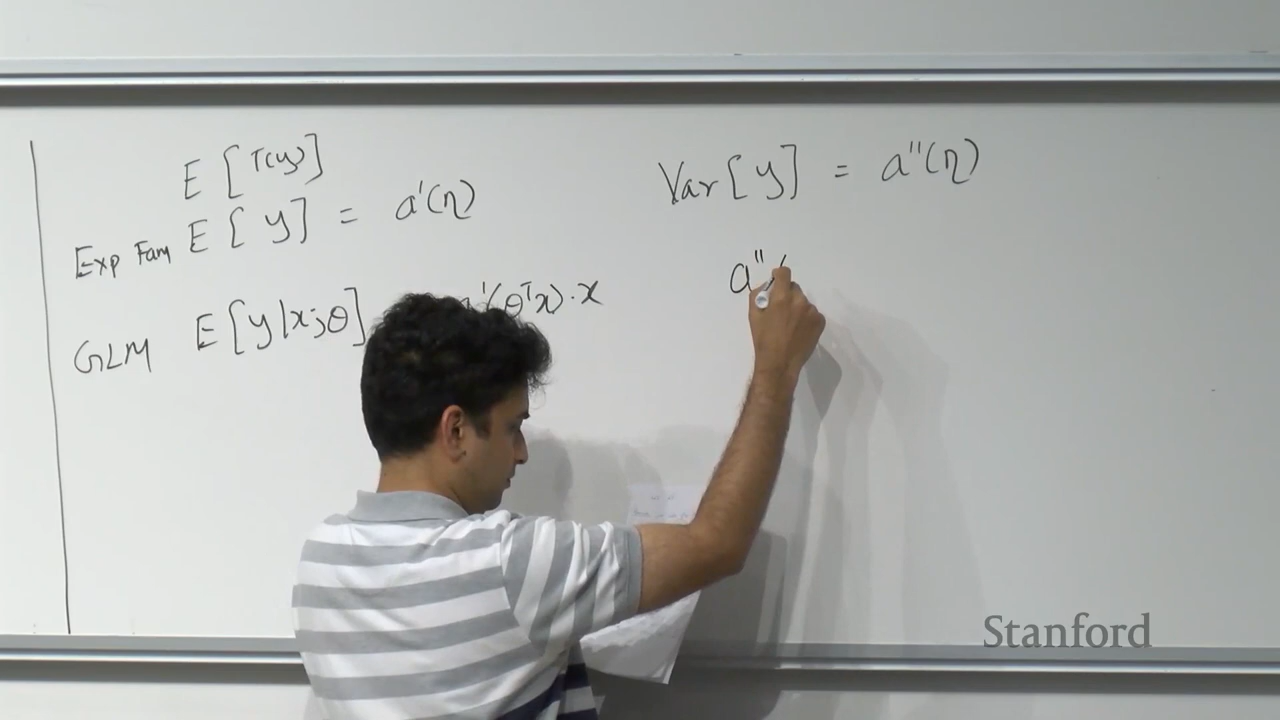 E [T(y)]
Exp Fam E [ y ] = a'(η)
GLM E[y|x;θ] a'(θᵀx)·x
Var[y] = a''(η)
a''(
Stanford